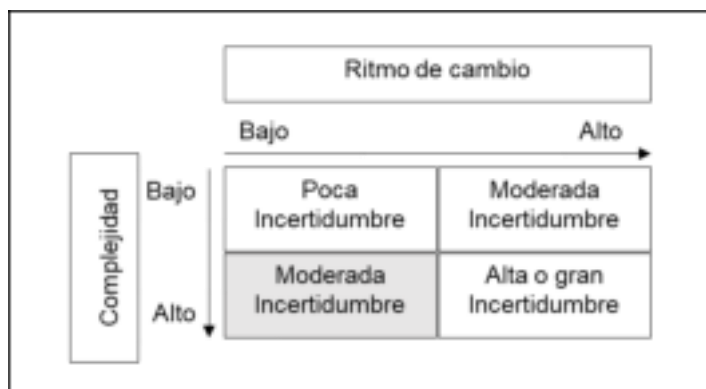 Ritmo de cambio
Bajo
Alto
Complejidad
Bajo
Poca
Incertidumbre
Moderada
Incertidumbre
Alto
Moderada
Incertidumbre
Alta o gran
Incertidumbre